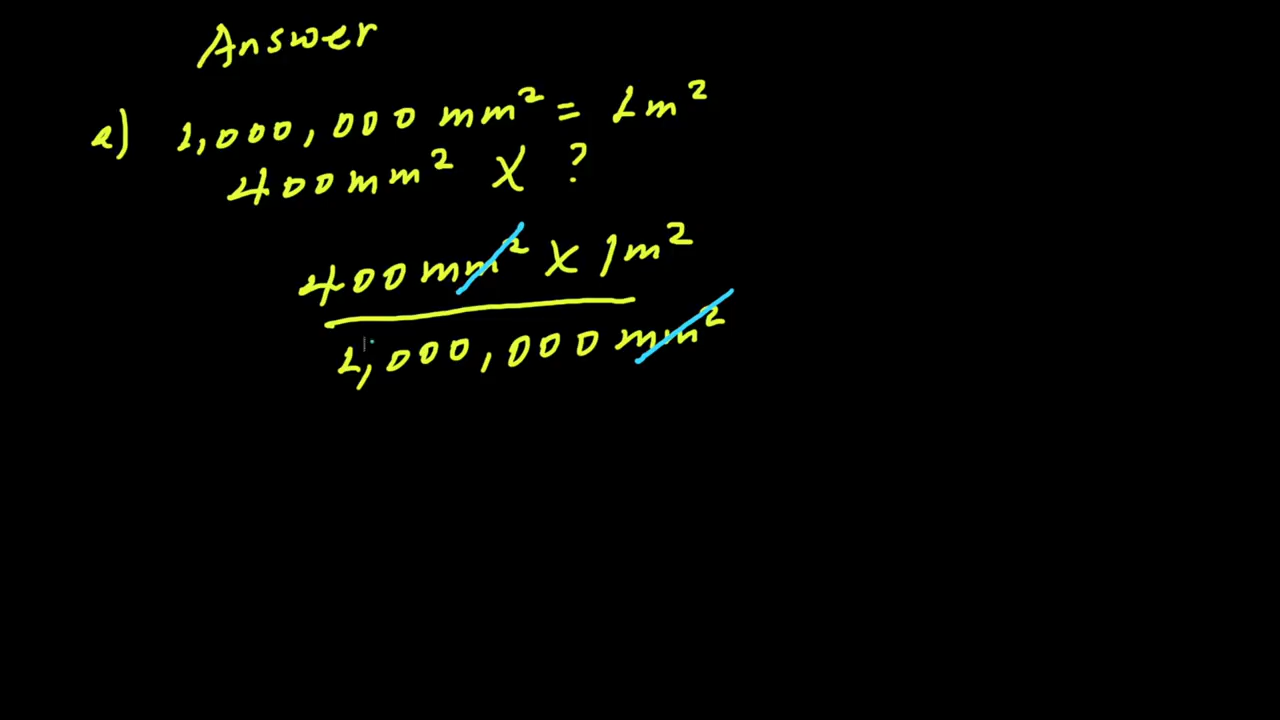 Answer
a) 1,000,000 mm² = 1m²
400mm² X ?
400mm² X 1m²
1,000,000 mm²